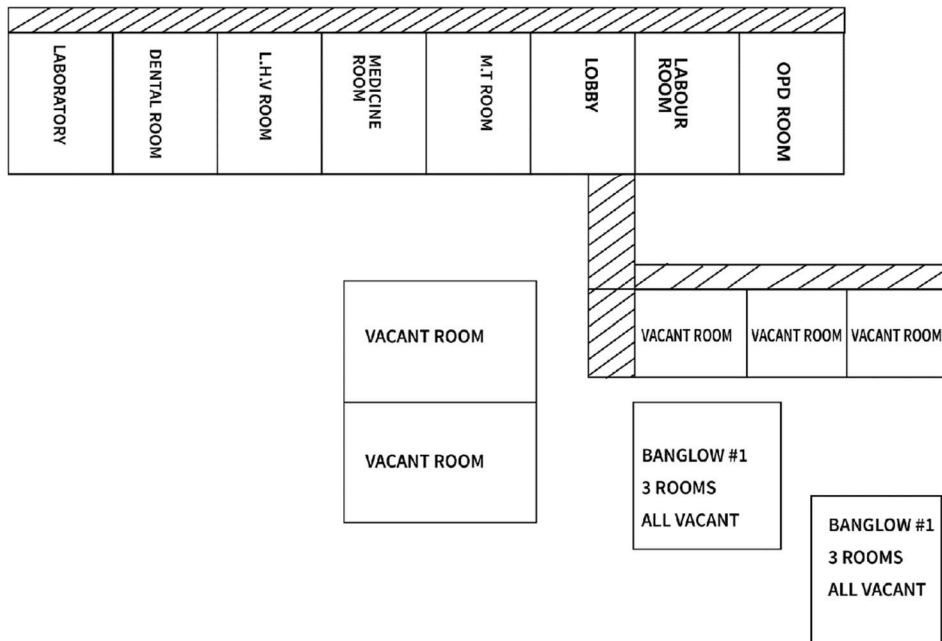 LABORATORY
DENTAL ROOM
L.H.V ROOM
MEDICINE
ROOM
M.T ROOM
LOBBY
LABOUR
ROOM
OPD ROOM
VACANT ROOM
VACANT ROOM
VACANT ROOM
VACANT ROOM
VACANT ROOM
BANGLOW #1
3 ROOMS
ALL VACANT
BANGLOW #1
3 ROOMS
ALL VACANT